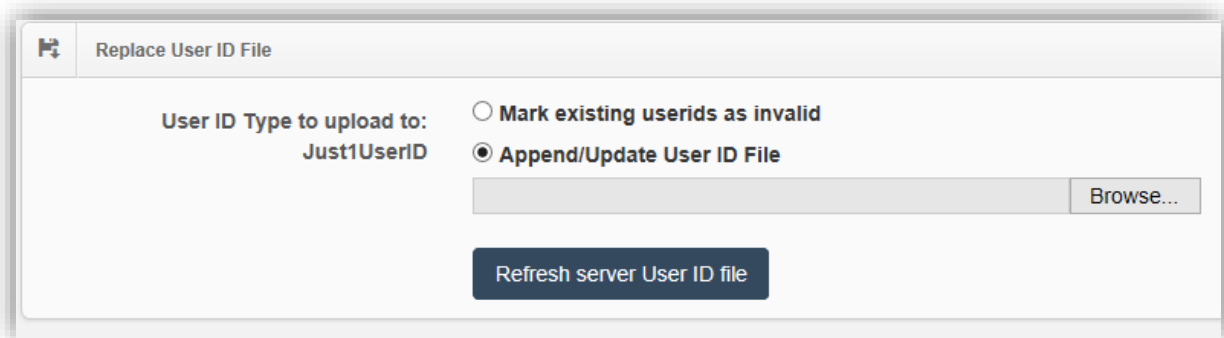 Replace User ID File
User ID Type to upload to:
Just1UserID
Mark existing userids as invalid
Append/Update User ID File
Browse...
Refresh server User ID file